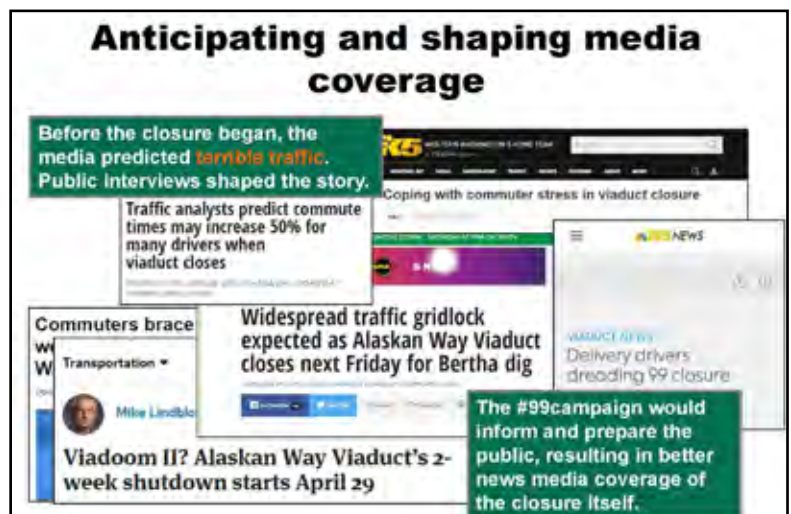 Anticipating and shaping media
coverage
Before the closure began, the
media predicted terrible traffic.
Public interviews shaped the story.
Coping with commuter stress in viaduct closure
Traffic analysts predict commute
times may increase 50% for
many drivers when
viaduct closes
NEWS
Widespread traffic gridlock
expected as Alaskan Way Viaduct
closes next Friday for Bertha dig
VIADUCT NEWS
Delivery drivers
dreading 99 closure
Commuters brace
Transportation
Mike Lindblo
Viadoom II? Alaskan Way Viaduct's 2-
week shutdown starts April 29
The #99campaign would
inform and prepare the
public, resulting in better
news media coverage of
the closure itself.